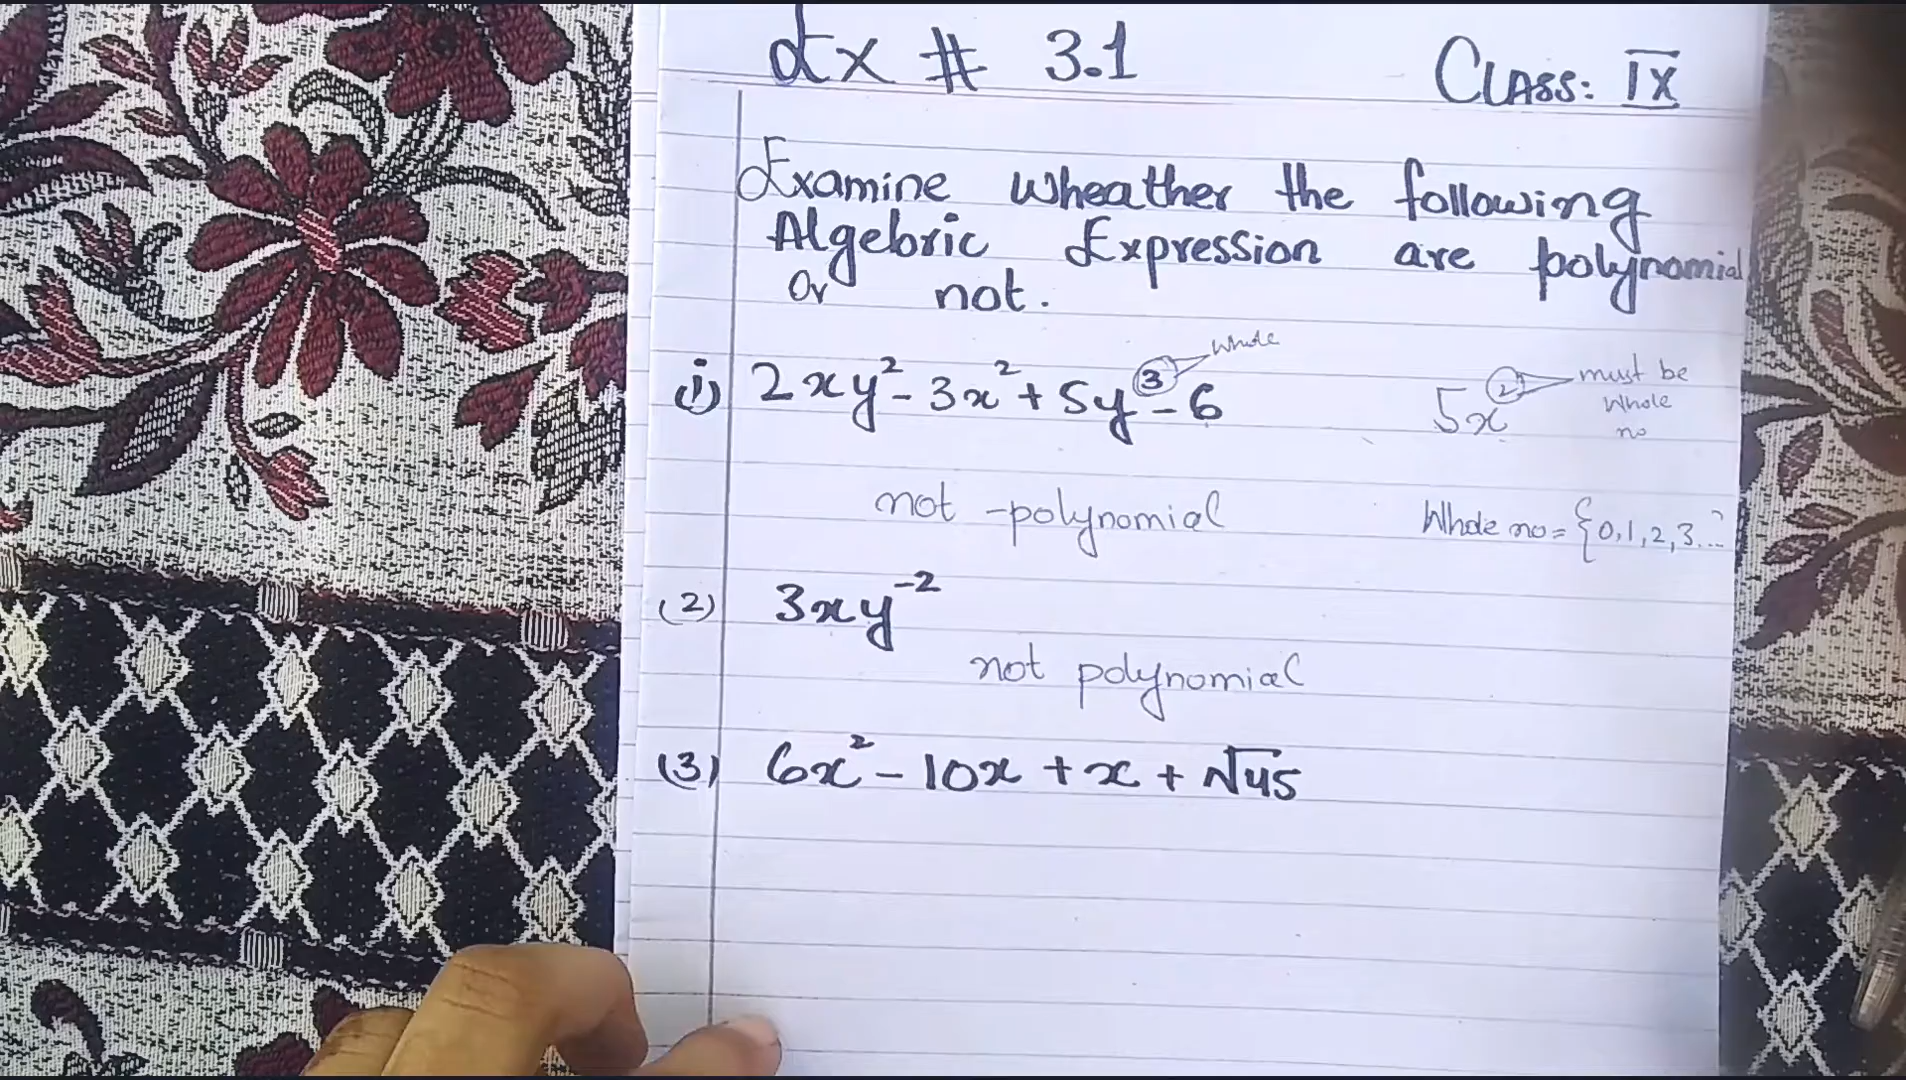 Ex # 3.1 CLASS: IX
Examine wheather the following
Algebric Expression are polynomial
Or not.
(i) 2xy² - 3x² + 5y³ - 6
whole
5x²
must be
whole
no
not -polynomial
Whole no = {0,1,2,3...}
(2) 3xy⁻²
not polynomial
(3) 6x² - 10x + x + √45